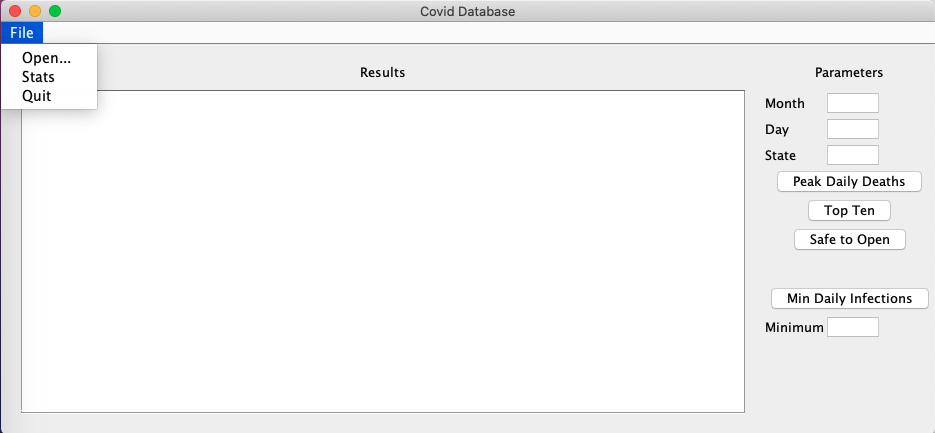 Covid Database
File
Open...
Stats
Quit
Results
Parameters
Month
Day
State
Peak Daily Deaths
Top Ten
Safe to Open
Min Daily Infections
Minimum